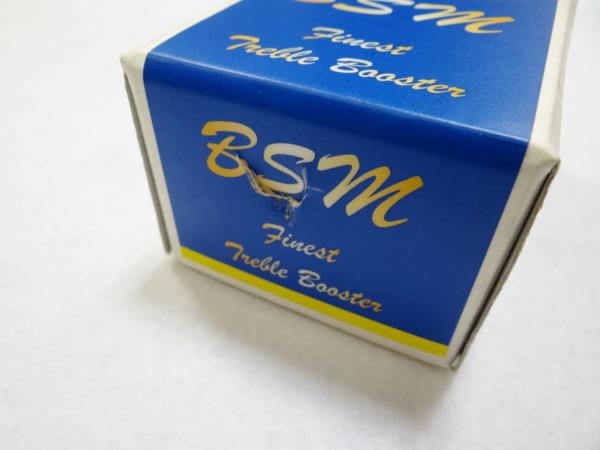 BSM
Finest
Treble Booster
BSM
Finest
Treble Booster